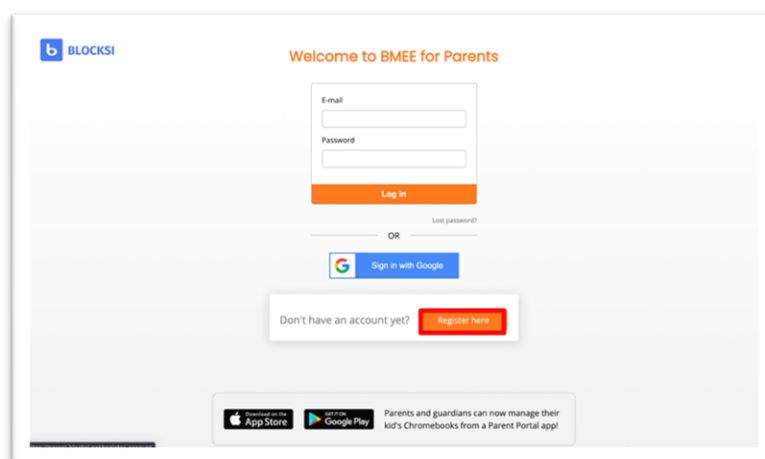 BLOCKSI
Welcome to BMEE for Parents
E-mail
Password
Log in
Lost password?
OR
Sign in with Google
Don't have an account yet? Register here
Download on the App Store
GET IT ON Google Play
Parents and guardians can now manage their
kid's Chromebooks from a Parent Portal app!